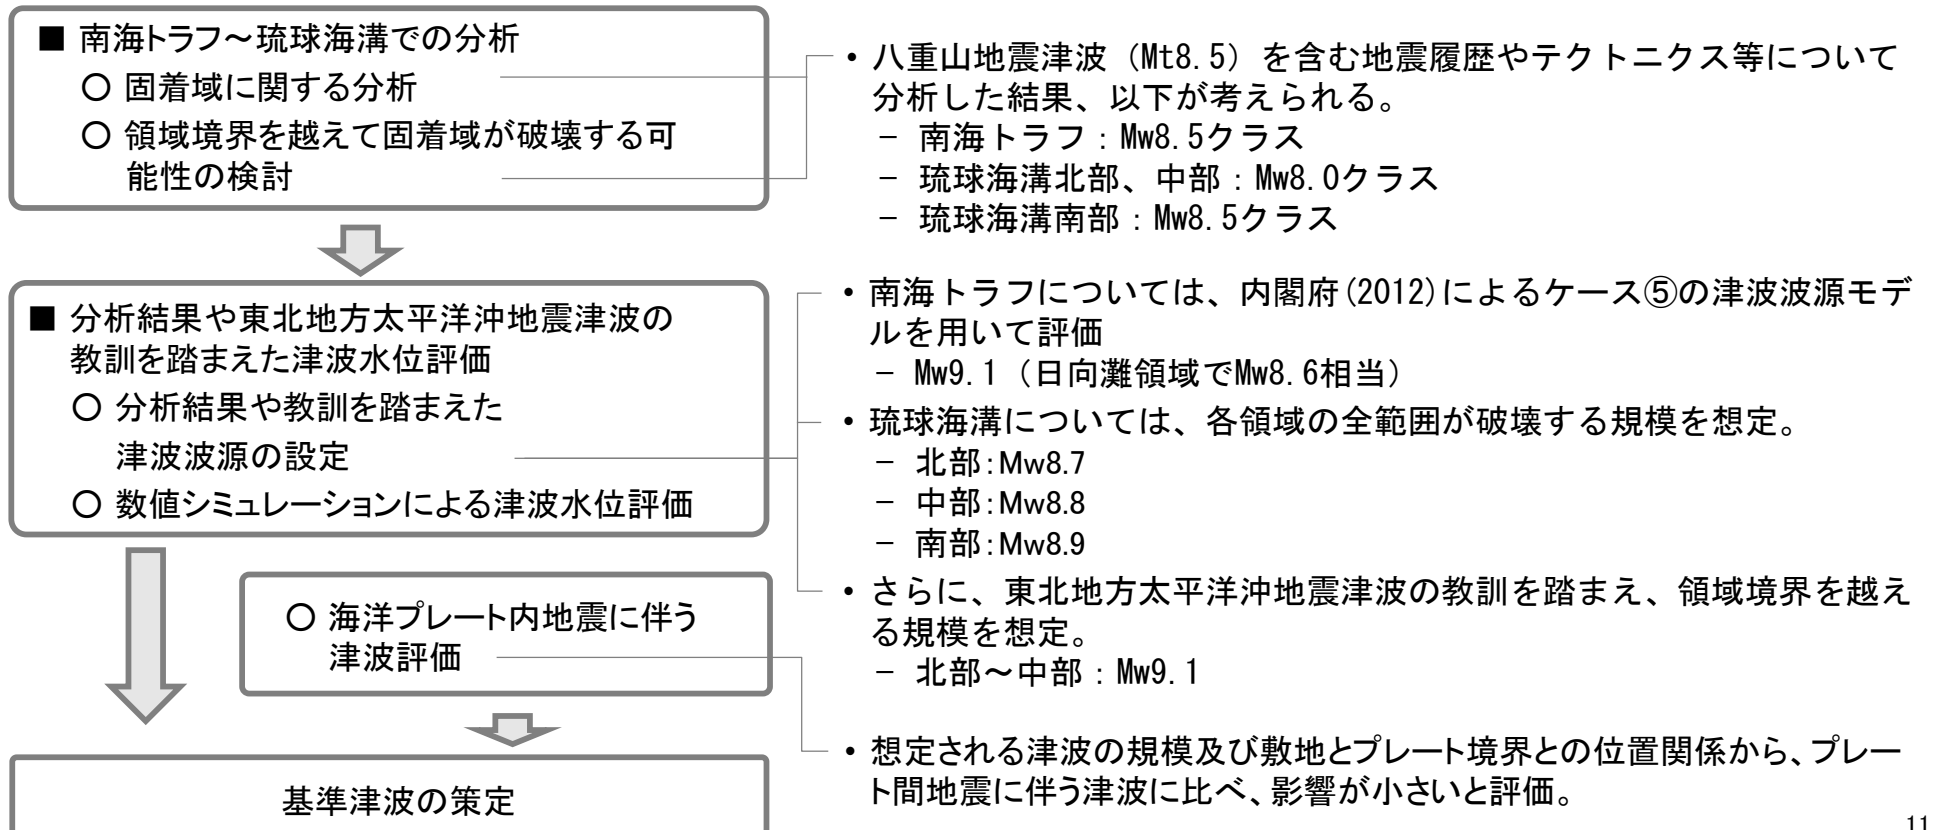 ■ 南海トラフ～琉球海溝での分析
○ 固着域に関する分析
○ 領域境界を越えて固着域が破壊する可
能性の検討
・八重山地震津波（Mt8.5）を含む地震履歴やテクトニクス等について
分析した結果、以下が考えられる。
－ 南海トラフ：Mw8.5クラス
－ 琉球海溝北部、中部：Mw8.0クラス
－ 琉球海溝南部：Mw8.5クラス
■ 分析結果や東北地方太平洋沖地震津波の
教訓を踏まえた津波水位評価
○ 分析結果や教訓を踏まえた
津波波源の設定
○ 数値シミュレーションによる津波水位評価
・南海トラフについては、内閣府(2012)によるケース⑤の津波波源モデ
ルを用いて評価
－ Mw9.1（日向灘領域でMw8.6相当）
・琉球海溝については、各領域の全範囲が破壊する規模を想定。
－ 北部：Mw8.7
－ 中部：Mw8.8
－ 南部：Mw8.9
・さらに、東北地方太平洋沖地震津波の教訓を踏まえ、領域境界を越え
る規模を想定。
－ 北部～中部：Mw9.1
○ 海洋プレート内地震に伴う
津波評価
・想定される津波の規模及び敷地とプレート境界との位置関係から、プレー
ト間地震に伴う津波に比べ、影響が小さいと評価。
基準津波の策定
11